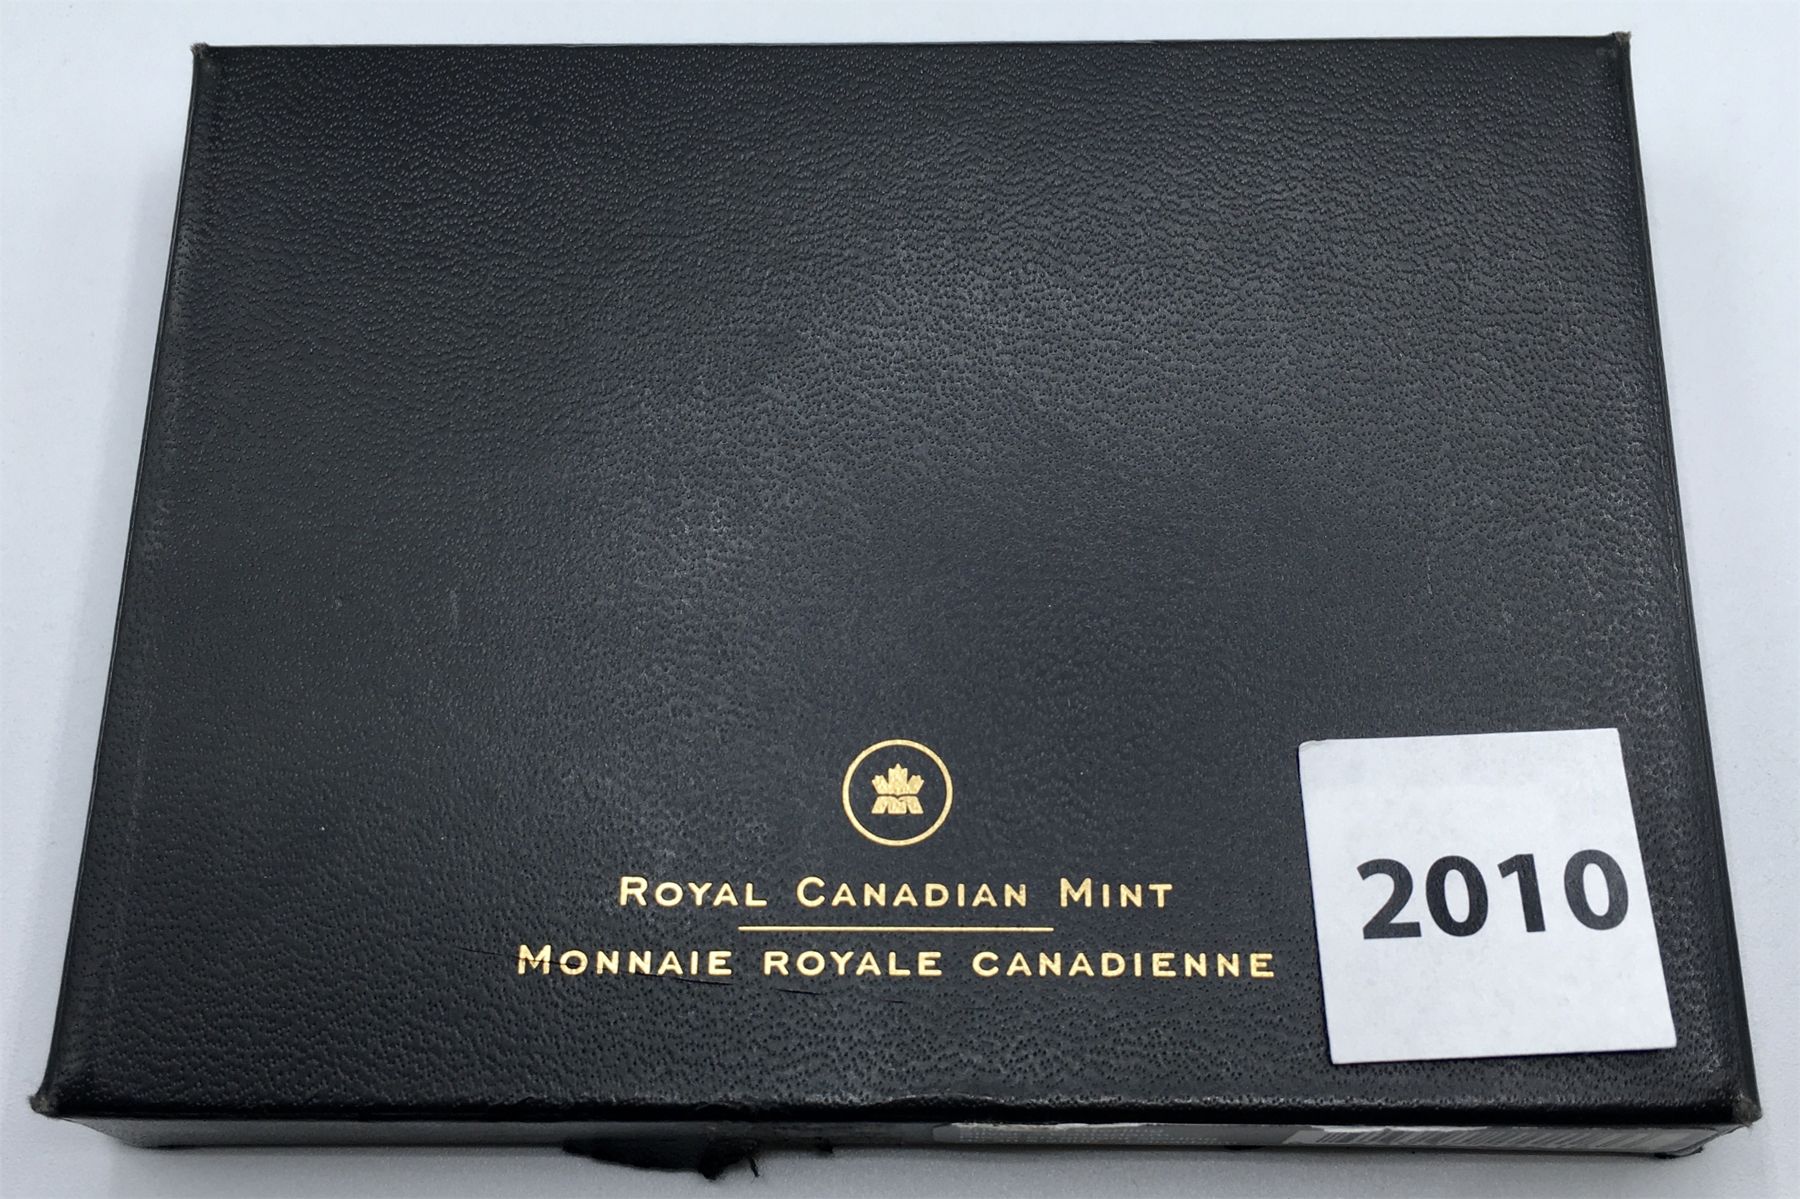 ROYAL CANADIAN MINT
MONNAIE ROYALE CANADIENNE
2010